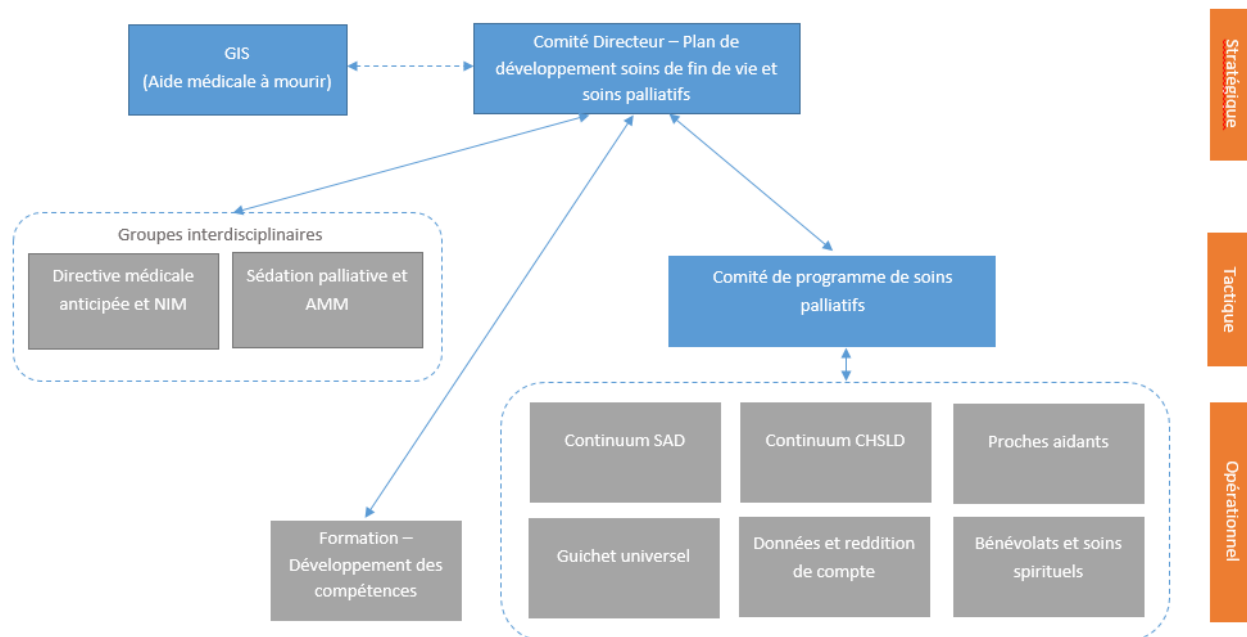 GIS
(Aide médicale à mourir)
Comité Directeur – Plan de
développement soins de fin de vie et
soins palliatifs
Stratégique
Groupes interdisciplinaires
Directive médicale
anticipée et NIM
Sédation palliative et
AMM
Comité de programme de soins
palliatifs
Tactique
Continuum SAD
Continuum CHSLD
Proches aidants
Formation –
Développement des
compétences
Guichet universel
Données et reddition
de compte
Bénévolats et soins
spirituels
Opérationnel